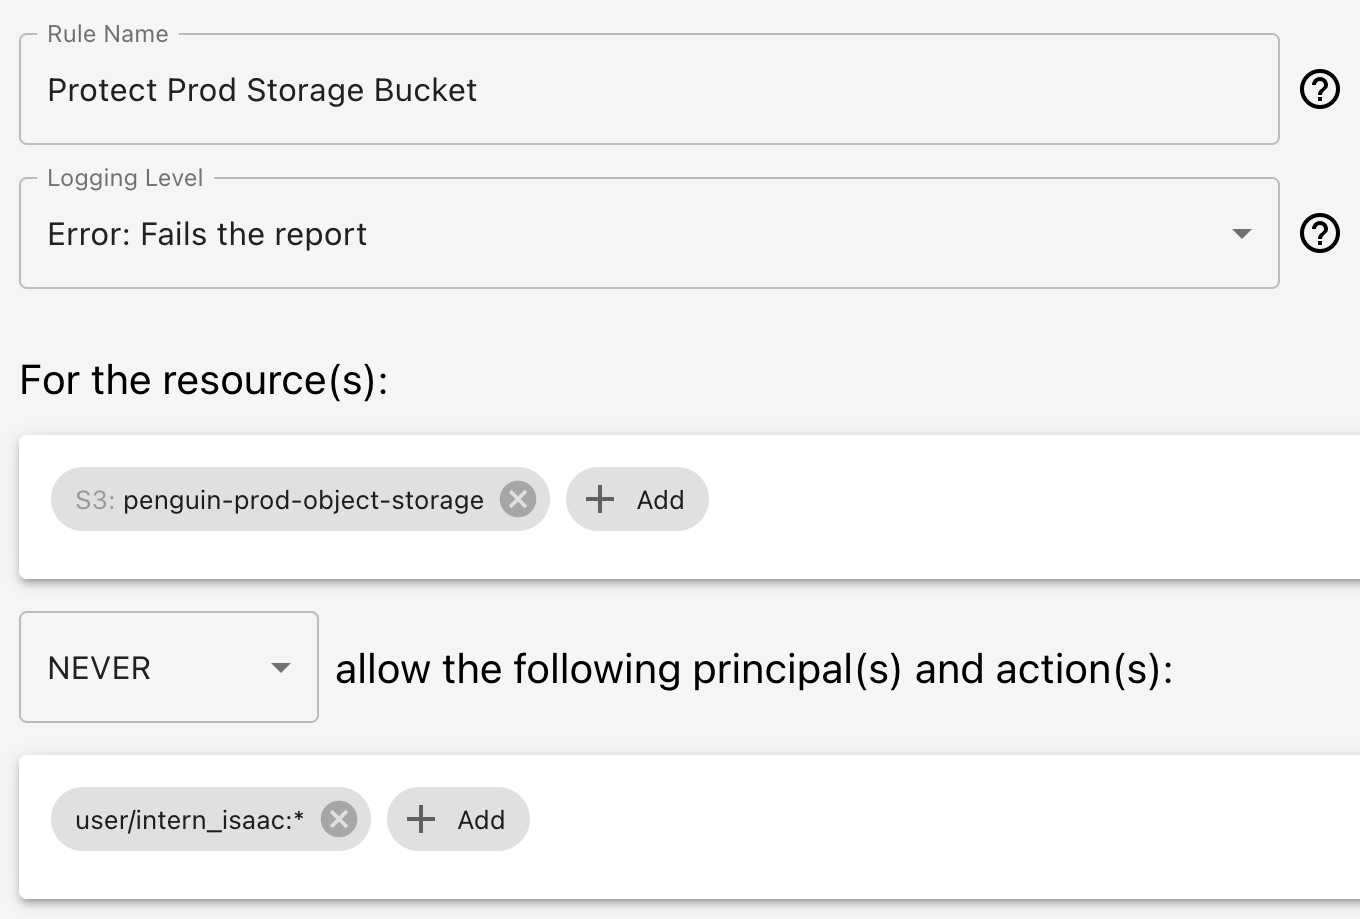 Rule Name
Protect Prod Storage Bucket
?
Logging Level
Error: Fails the report
?
For the resource(s):
S3: penguin-prod-object-storage + Add
NEVER allow the following principal(s) and action(s):
user/intern_isaac:* + Add